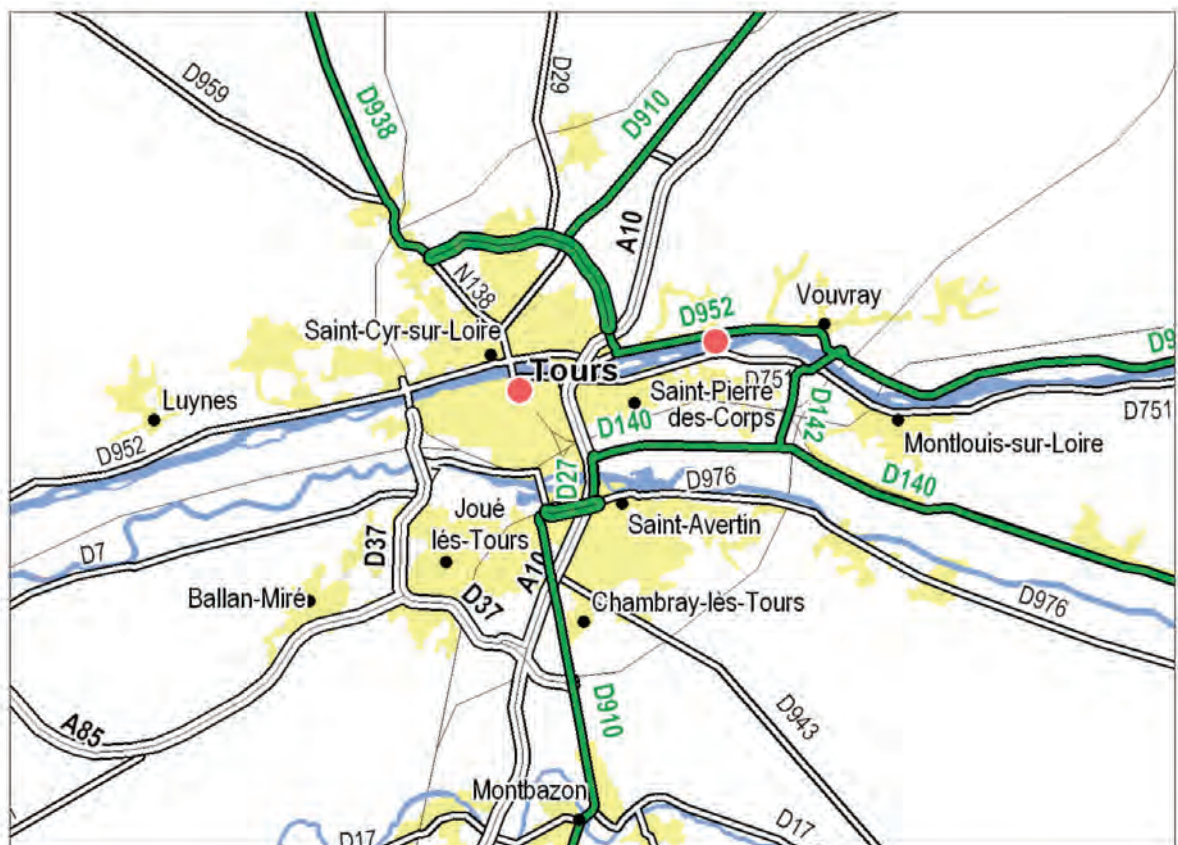 D959
D938
D29
D910
A10
N138
D952
Vouvray
Saint-Cyr-sur-Loire
Tours
D751
D9
Luynes
Saint-Pierre
des-Corps
D142
D751
D952
D140
Montlouis-sur-Loire
D27
D976
D140
Joué
lés-Tours
Saint-Avertin
D7
D37
A10
Ballan-Miré
D37
Chambray-lès-Tours
D976
D910
A85
D943
Montbazon
D17
D17